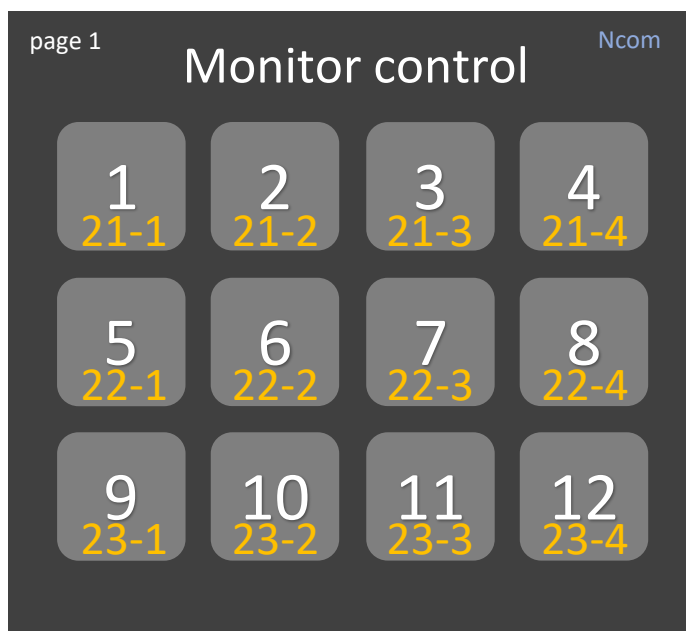 page 1
Ncom
Monitor control
1 2 3 4
21-1 21-2 21-3 21-4
5 6 7 8
22-1 22-2 22-3 22-4
9 10 11 12
23-1 23-2 23-3 23-4